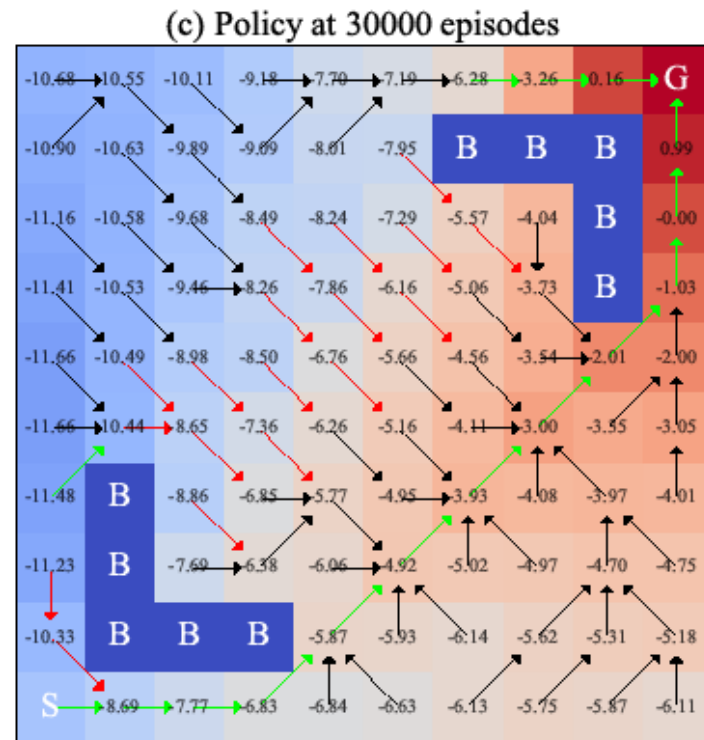 (c) Policy at 30000 episodes
-10.68 -10.55 -10.11 -9.18 -7.70 -7.19 -6.28 -3.26 0.16 G
-10.90 -10.63 -9.89 -9.09 -8.01 -7.95 B B B 0.99
-11.16 -10.58 -9.68 -8.49 -8.24 -7.29 -5.57 -4.04 B -0.00
-11.41 -10.53 -9.46 -8.26 -7.86 -6.16 -5.06 -3.73 B -1.03
-11.66 -10.49 -8.98 -8.50 -6.76 -5.66 -4.56 -3.54 -2.01 -2.00
-11.66 -10.44 -8.65 -7.36 -6.26 -5.16 -4.11 -3.00 -3.55 -3.05
-11.48 B -8.86 -6.85 -5.77 -4.95 -3.93 -4.08 -3.97 -4.01
-11.23 B -7.69 -6.38 -6.06 -4.92 -5.02 -4.97 -4.70 -4.75
-10.33 B B B -5.87 -5.93 -6.14 -5.62 -5.31 -5.18
S -8.69 -7.77 -6.83 -6.84 -6.63 -6.13 -5.75 -5.87 -6.11